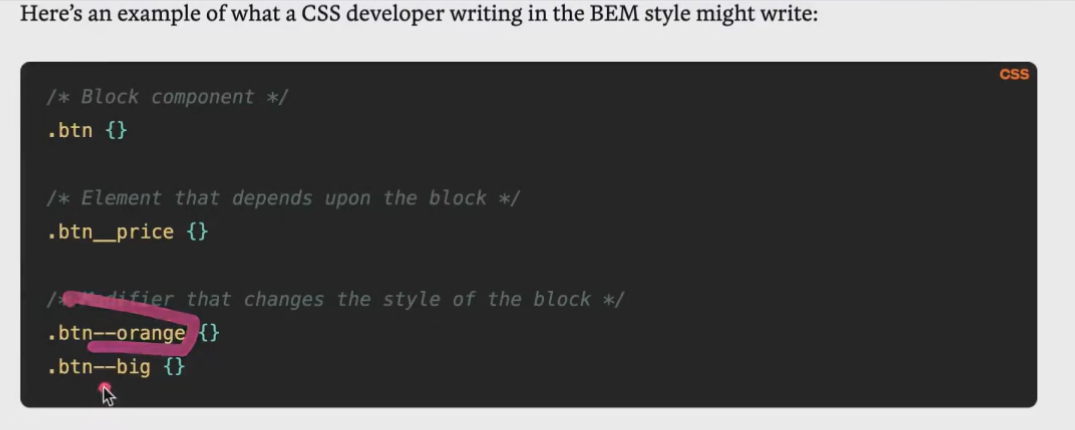 Here’s an example of what a CSS developer writing in the BEM style might write:
CSS
/* Block component */
.btn {}
/* Element that depends upon the block */
.btn__price {}
/* Modifier that changes the style of the block */
.btn--orange {}
.btn--big {}